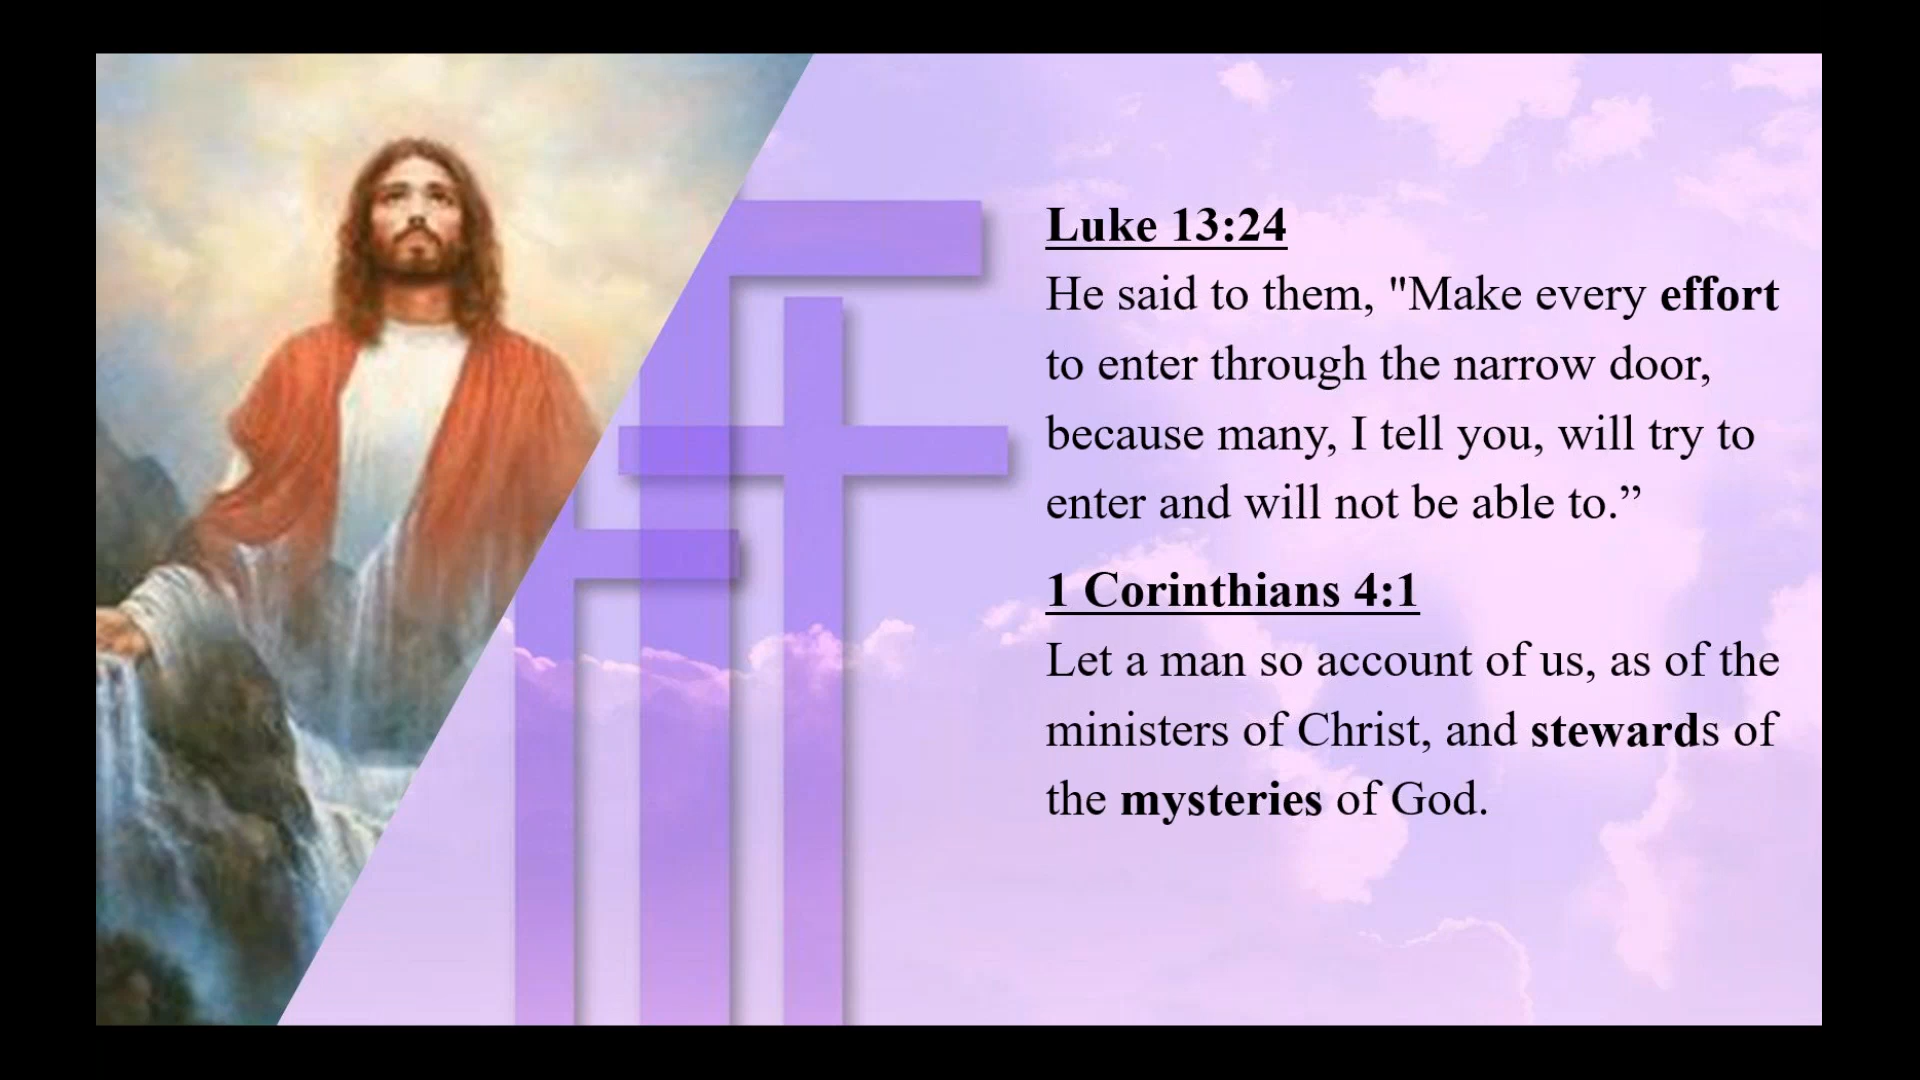 Luke 13:24
He said to them, "Make every effort
to enter through the narrow door,
because many, I tell you, will try to
enter and will not be able to.”
1 Corinthians 4:1
Let a man so account of us, as of the
ministers of Christ, and stewards of
the mysteries of God.